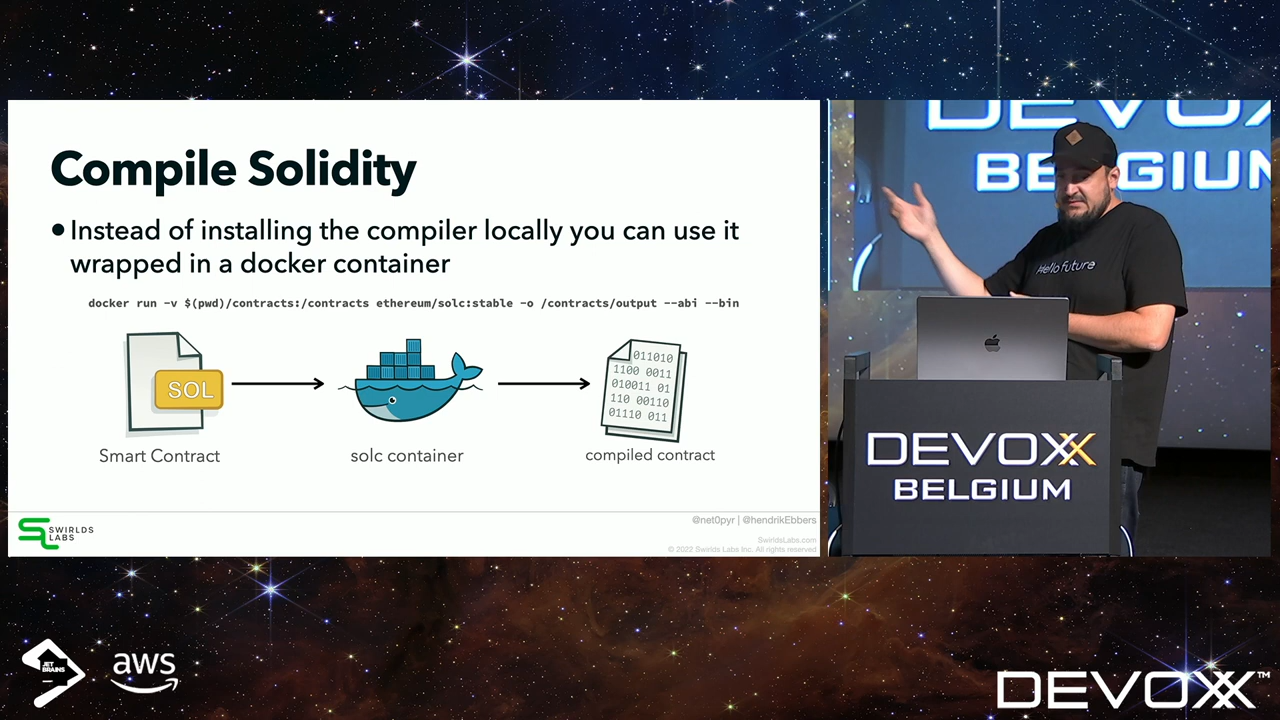 Compile Solidity
• Instead of installing the compiler locally you can use it
wrapped in a docker container
docker run -v $(pwd)/contracts:/contracts ethereum/solc:stable -o /contracts/output --abi --bin
SOL
011010
1100 0011
010011 01
110 00110
01110 011
Smart Contract
solc container
compiled contract
SWIRLDS
LABS
@net0pyr | @hendrikEbbers
SwirldsLabs.com
© 2022 Swirlds Labs Inc. All rights reserved
DEVOX
BELGIUM
Hello future
DEVOXX
BELGIUM
JET
BRAINS
aws
DEVOXX™